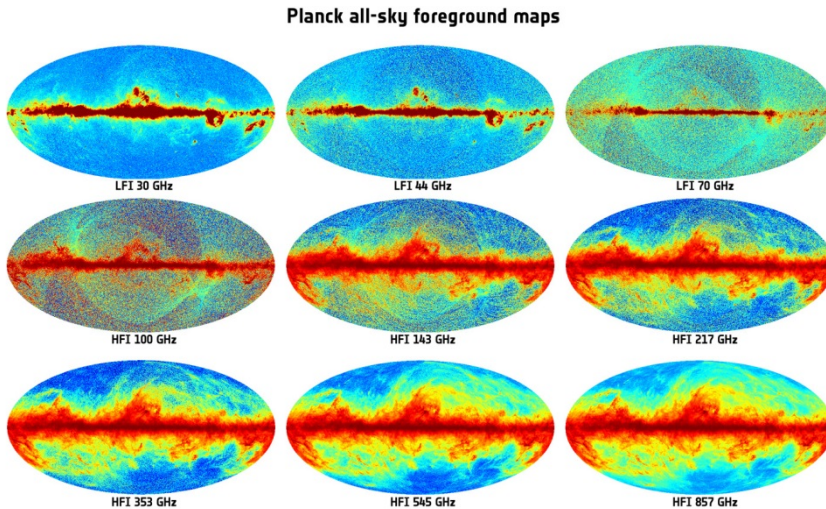 Planck all-sky foreground maps
LFI 30 GHz
LFI 44 GHz
LFI 70 GHz
HFI 100 GHz
HFI 143 GHz
HFI 217 GHz
HFI 353 GHz
HFI 545 GHz
HFI 857 GHz